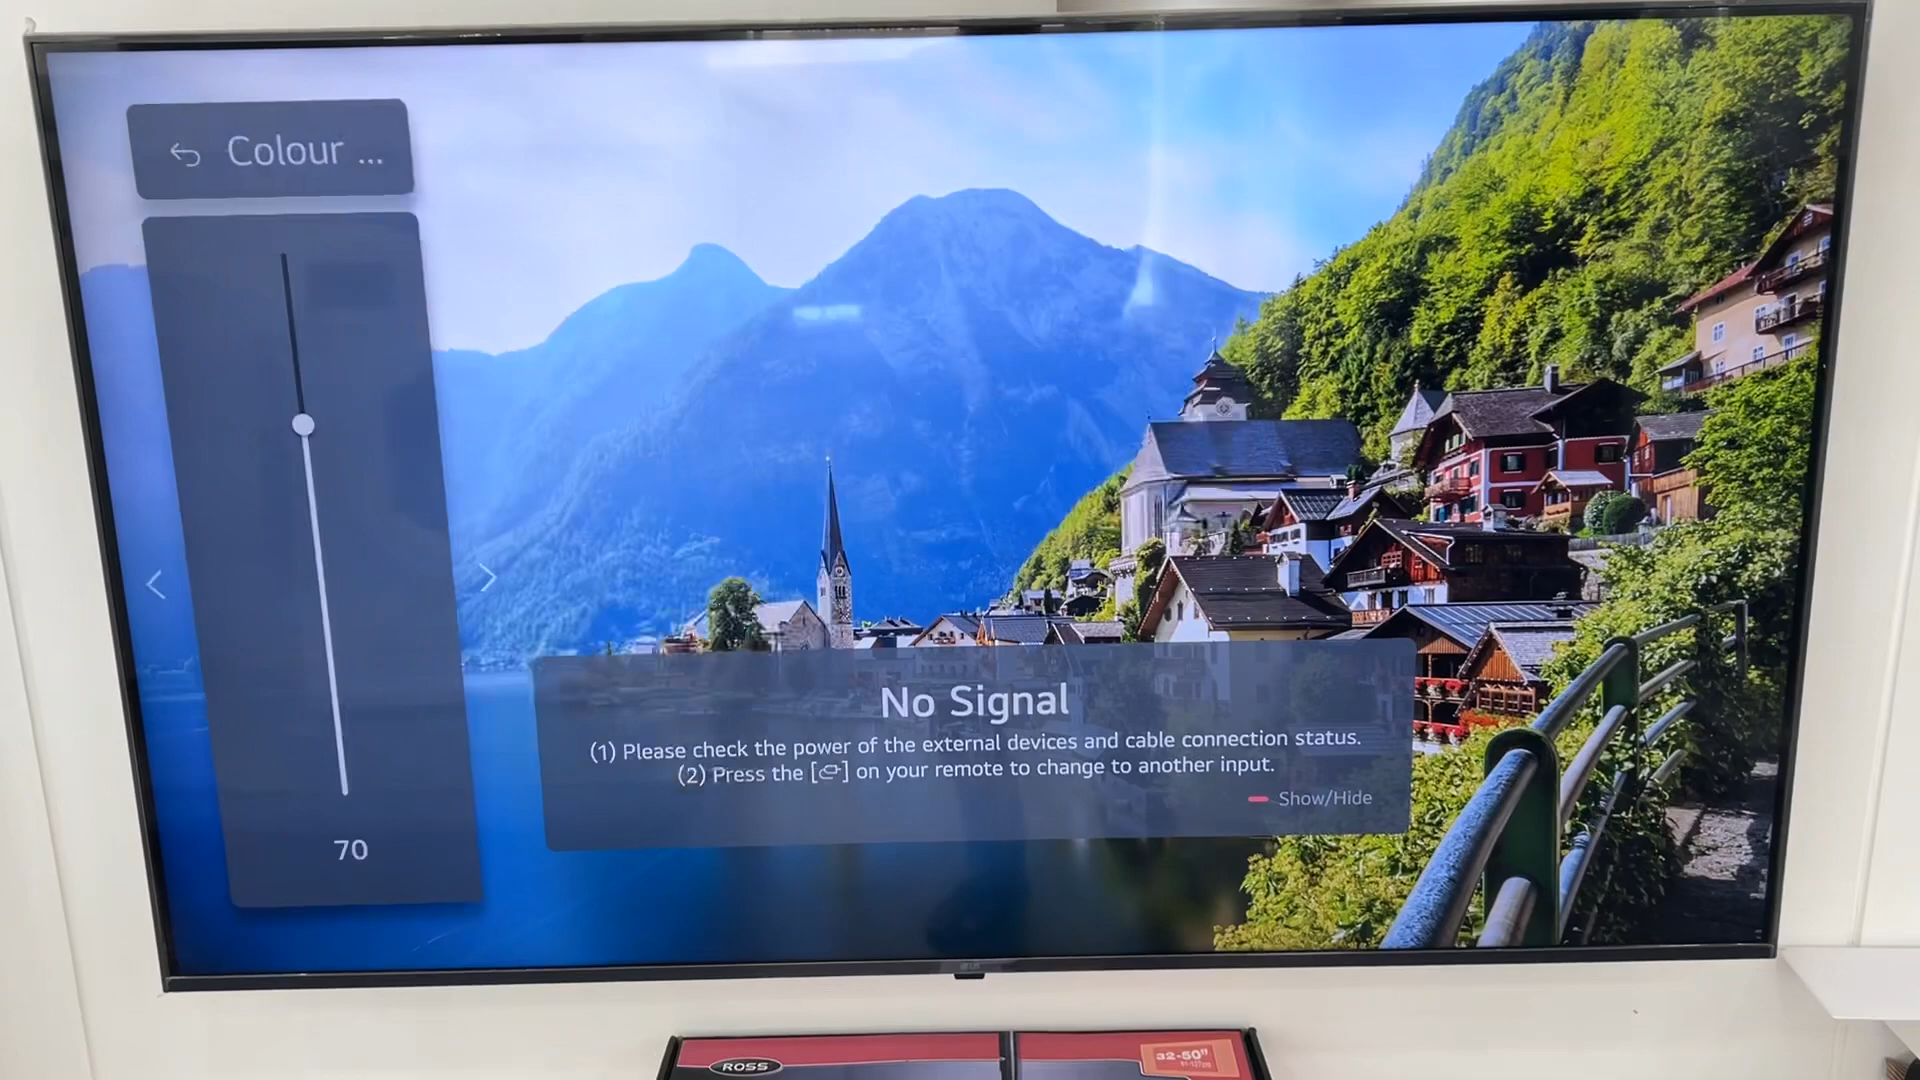 Colour ...
70
No Signal
(1) Please check the power of the external devices and cable connection status.
(2) Press the [] on your remote to change to another input.
Show/Hide
LG
ROSS
32-50"